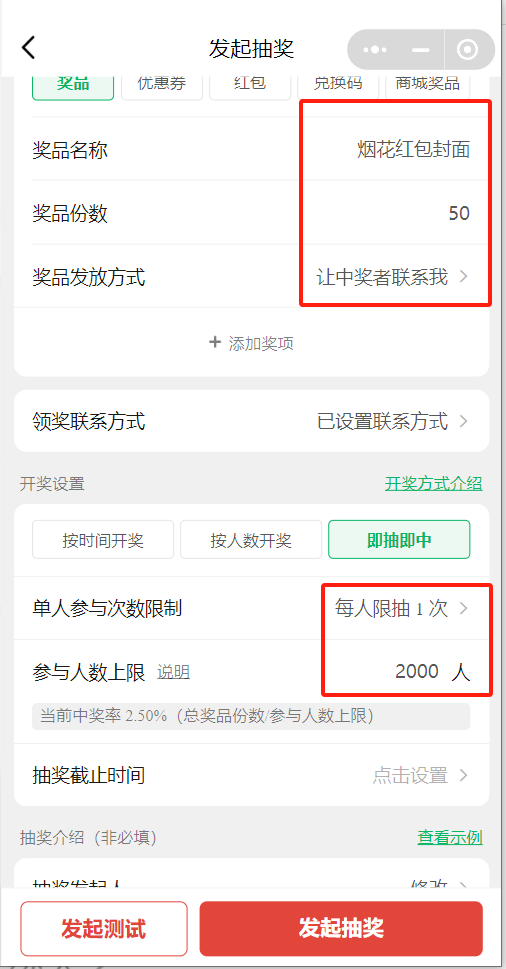 发起抽奖
奖品 优惠券 红包 兑换码 商城奖品
奖品名称 烟花红包封面
奖品份数 50
奖品发放方式 让中奖者联系我
+ 添加奖项
领奖联系方式 已设置联系方式
开奖设置 开奖方式介绍
按时间开奖 按人数开奖 即抽即中
单人参与次数限制 每人限抽 1 次
参与人数上限 说明 2000 人
当前中奖率 2.50%（总奖品份数/参与人数上限）
抽奖截止时间 点击设置
抽奖介绍（非必填） 查看示例
抽奖发起人 修改
发起测试 发起抽奖